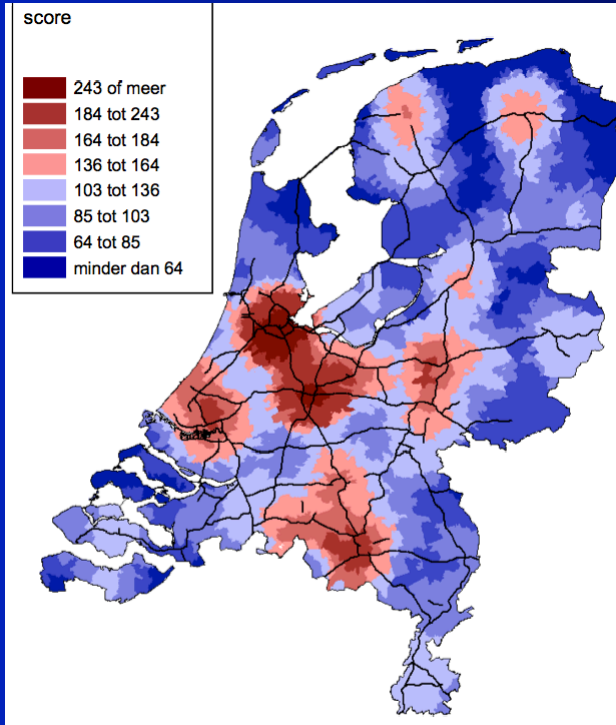 score
243 of meer
184 tot 243
164 tot 184
136 tot 164
103 tot 136
85 tot 103
64 tot 85
minder dan 64